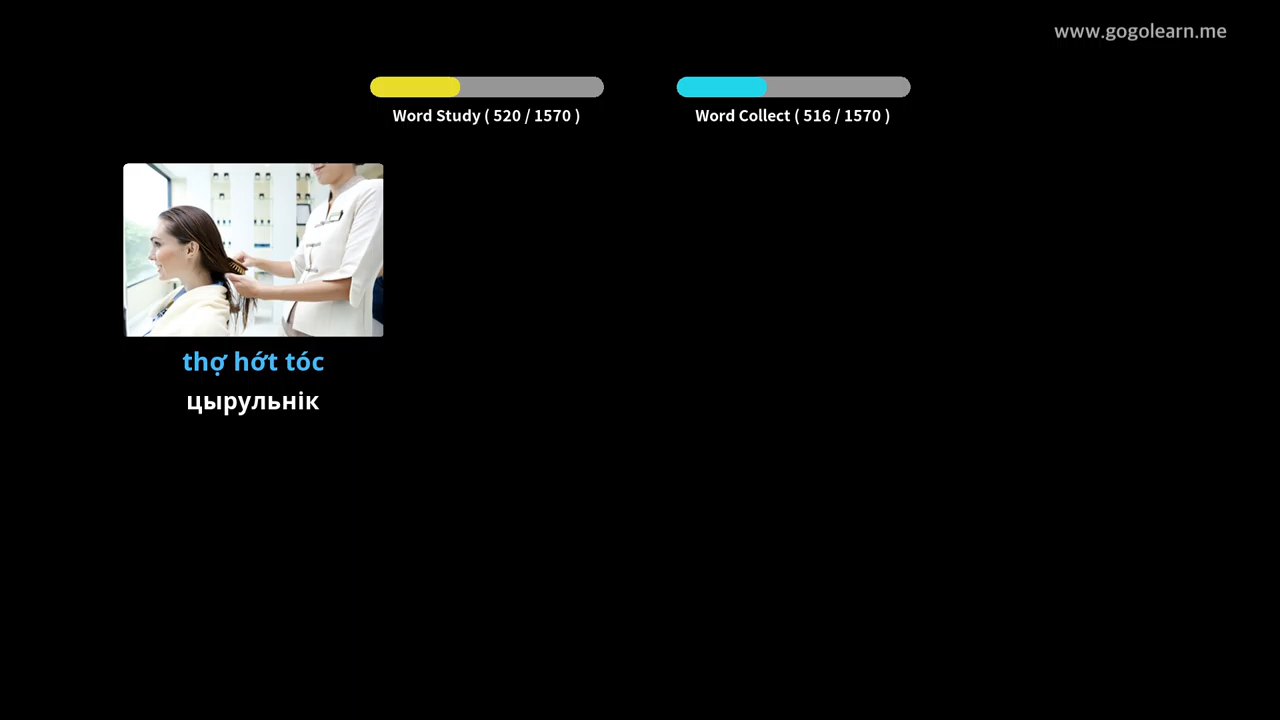 www.gogolearn.me
Word Study ( 520 / 1570 )
Word Collect ( 516 / 1570 )
thợ hớt tóc
цырульнік